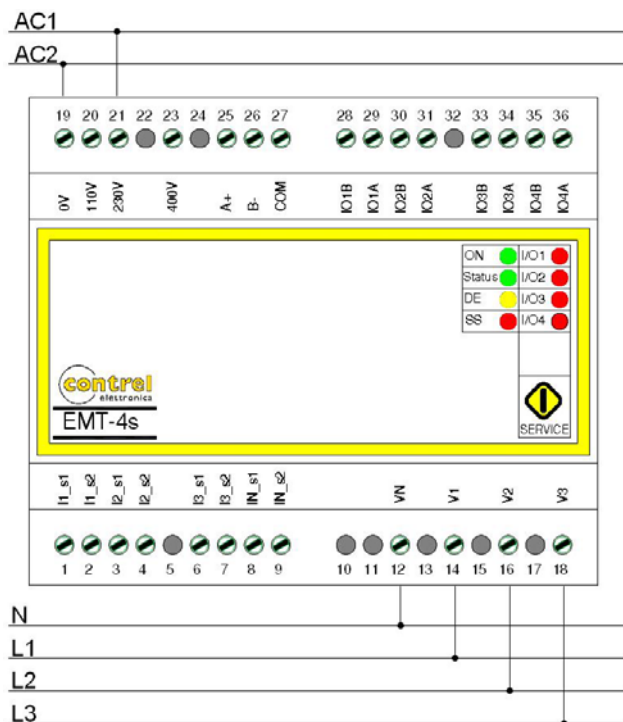 AC1
AC2
19 20 21 22 23 24 25 26 27 28 29 30 31 32 33 34 35 36
0V 110V 230V 400V A+ B- COM IO1B IO1A IO2B IO2A IO3B IO3A IO4B IO4A
ON I/O1
Status I/O2
DE I/O3
SS I/O4
contrel
elettronica
EMT-4s
SERVICE
I1_s1 I1_s2 I2_s1 I2_s2 I3_s1 I3_s2 IN_s1 IN_s2 VN V1 V2 V3
1 2 3 4 5 6 7 8 9 10 11 12 13 14 15 16 17 18
N
L1
L2
L3